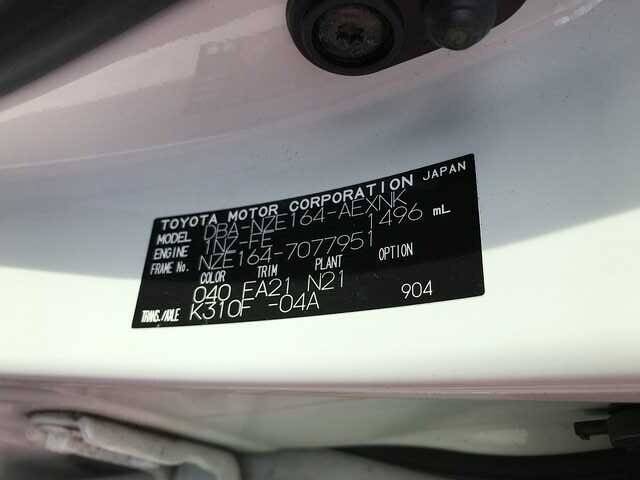 TOYOTA MOTOR CORPORATION JAPAN
MODEL DBA-NZE164-AEXNK
ENGINE 1NZ-FE 1496 mL
FRAME No. NZE164-7077951
COLOR TRIM PLANT OPTION
040 FA21 N21
TRANS./AXLE K310F -04A 904